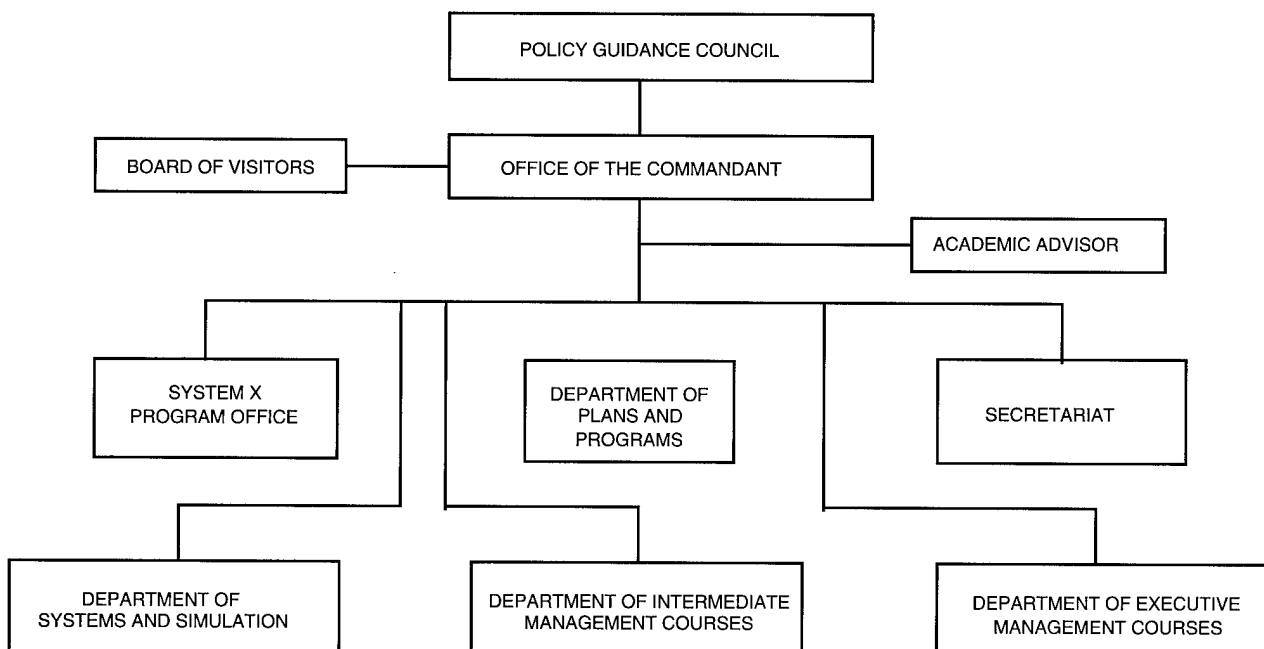 POLICY GUIDANCE COUNCIL
BOARD OF VISITORS
OFFICE OF THE COMMANDANT
ACADEMIC ADVISOR
SYSTEM X
PROGRAM OFFICE
DEPARTMENT OF
PLANS AND
PROGRAMS
SECRETARIAT
DEPARTMENT OF
SYSTEMS AND SIMULATION
DEPARTMENT OF INTERMEDIATE
MANAGEMENT COURSES
DEPARTMENT OF EXECUTIVE
MANAGEMENT COURSES